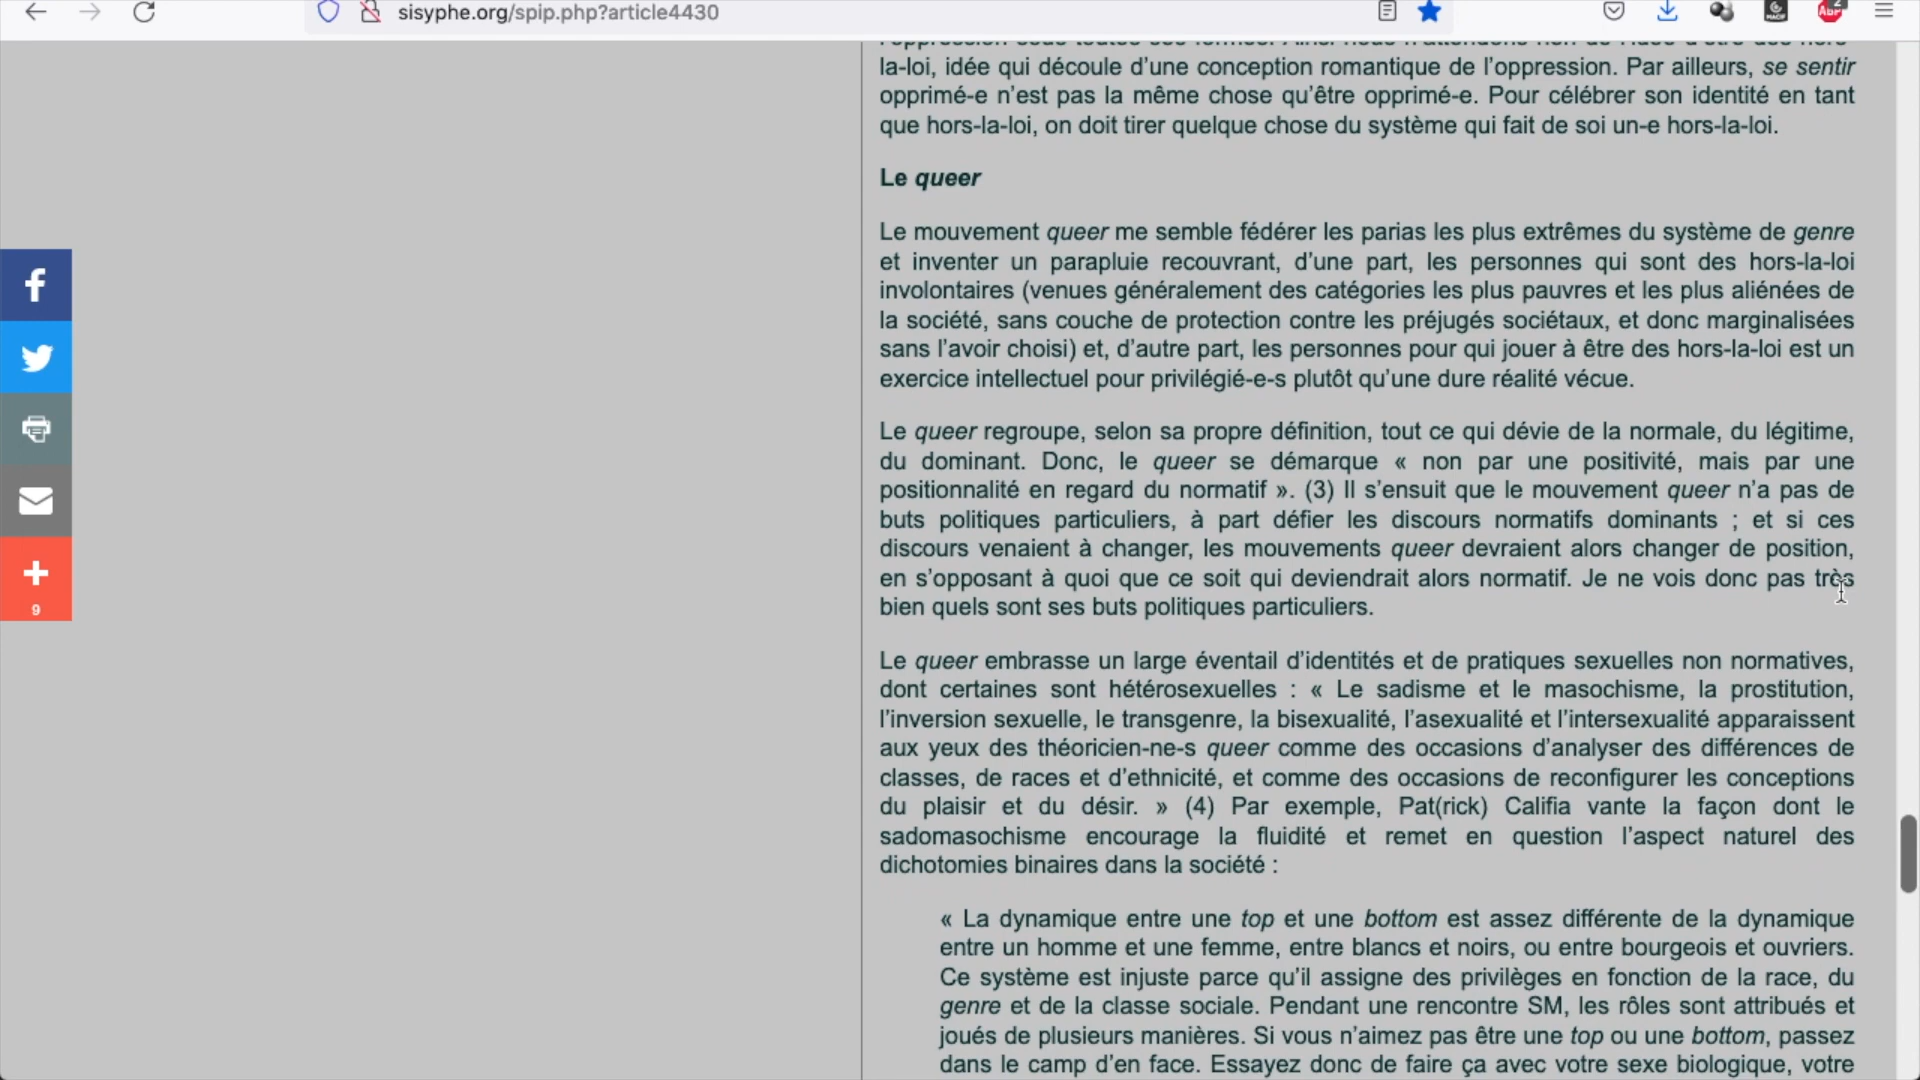 sisyphe.org/spip.php?article4430
2
ABP
MACIF
l'oppression sous toutes ses formes. Ainsi nous n'attendons rien de l'idée d'être des hors-
la-loi, idée qui découle d'une conception romantique de l'oppression. Par ailleurs, se sentir
opprimé-e n'est pas la même chose qu'être opprimé-e. Pour célébrer son identité en tant
que hors-la-loi, on doit tirer quelque chose du système qui fait de soi un-e hors-la-loi.
Le queer
Le mouvement queer me semble fédérer les parias les plus extrêmes du système de genre
et inventer un parapluie recouvrant, d'une part, les personnes qui sont des hors-la-loi
involontaires (venues généralement des catégories les plus pauvres et les plus aliénées de
la société, sans couche de protection contre les préjugés sociétaux, et donc marginalisées
sans l'avoir choisi) et, d'autre part, les personnes pour qui jouer à être des hors-la-loi est un
exercice intellectuel pour privilégié-e-s plutôt qu'une dure réalité vécue.
Le queer regroupe, selon sa propre définition, tout ce qui dévie de la normale, du légitime,
du dominant. Donc, le queer se démarque « non par une positivité, mais par une
positionnalité en regard du normatif ». (3) Il s'ensuit que le mouvement queer n'a pas de
buts politiques particuliers, à part défier les discours normatifs dominants ; et si ces
discours venaient à changer, les mouvements queer devraient alors changer de position,
en s'opposant à quoi que ce soit qui deviendrait alors normatif. Je ne vois donc pas très
bien quels sont ses buts politiques particuliers.
Le queer embrasse un large éventail d'identités et de pratiques sexuelles non normatives,
dont certaines sont hétérosexuelles : « Le sadisme et le masochisme, la prostitution,
l'inversion sexuelle, le transgenre, la bisexualité, l'asexualité et l'intersexualité apparaissent
aux yeux des théoricien-ne-s queer comme des occasions d'analyser des différences de
classes, de races et d'ethnicité, et comme des occasions de reconfigurer les conceptions
du plaisir et du désir. » (4) Par exemple, Pat(rick) Califia vante la façon dont le
sadomasochisme encourage la fluidité et remet en question l'aspect naturel des
dichotomies binaires dans la société :
« La dynamique entre une top et une bottom est assez différente de la dynamique
entre un homme et une femme, entre blancs et noirs, ou entre bourgeois et ouvriers.
Ce système est injuste parce qu'il assigne des privilèges en fonction de la race, du
genre et de la classe sociale. Pendant une rencontre SM, les rôles sont attribués et
joués de plusieurs manières. Si vous n'aimez pas être une top ou une bottom, passez
dans le camp d'en face. Essayez donc de faire ça avec votre sexe biologique, votre
9